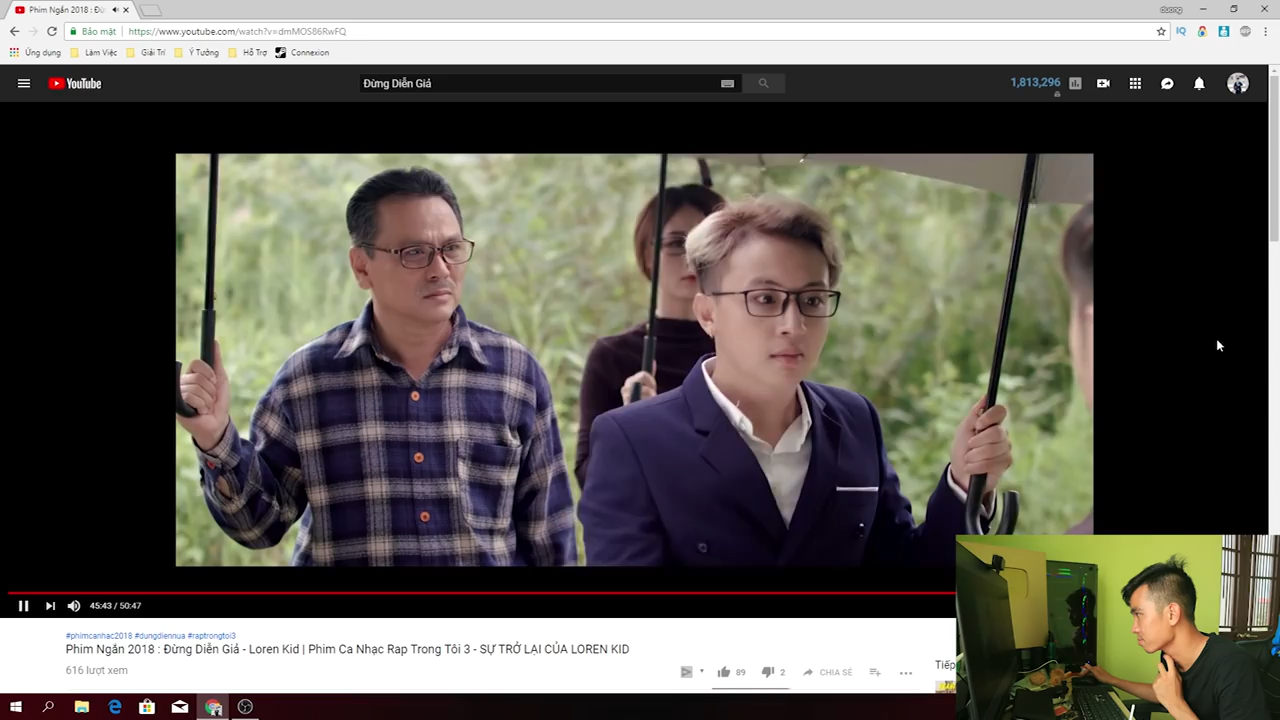 Phim Ngắn 2018 : Đừ
duong
Bảo mật
https://www.youtube.com/watch?v=dmMOS86RwFQ
Ứng dụng
Làm Việc
Giải Trí
Ý Tưởng
Hỗ Trợ
Connexion
YouTube
Đừng Diễn Giả
1,813,296
45:43 / 50:47
#phimcanhac2018 #dungdiennua #raptrongtoi3
Phim Ngắn 2018 : Đừng Diễn Giả - Loren Kid | Phim Ca Nhạc Rap Trong Tôi 3 - SỰ TRỞ LẠI CỦA LOREN KID
616 lượt xem
89
2
CHIA SẺ
Tiếp